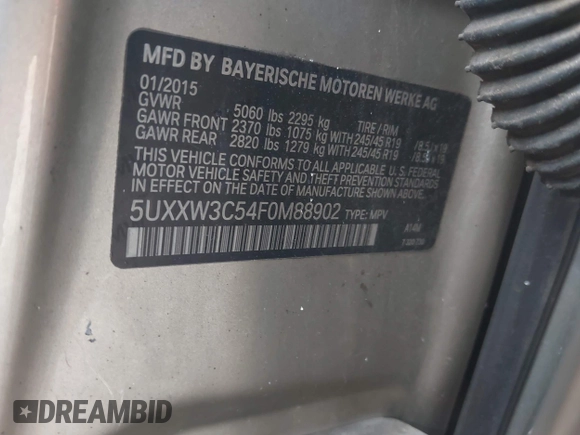 MFD BY BAYERISCHE MOTOREN WERKE AG
01/2015
GVWR 5060 lbs 2295 kg TIRE/RIM
GAWR FRONT 2370 lbs 1075 kg WITH 245/45 R19
GAWR REAR 2820 lbs 1279 kg WITH 245/45 R19
THIS VEHICLE CONFORMS TO ALL APPLICABLE U.S. FEDERAL
MOTOR VEHICLE SAFETY AND THEFT PREVENTION STANDARDS
IN EFFECT ON THE DATE OF MANUFACTURE SHOWN ABOVE.
5UXXW3C54F0M88902 TYPE: MPV
DREAMBID